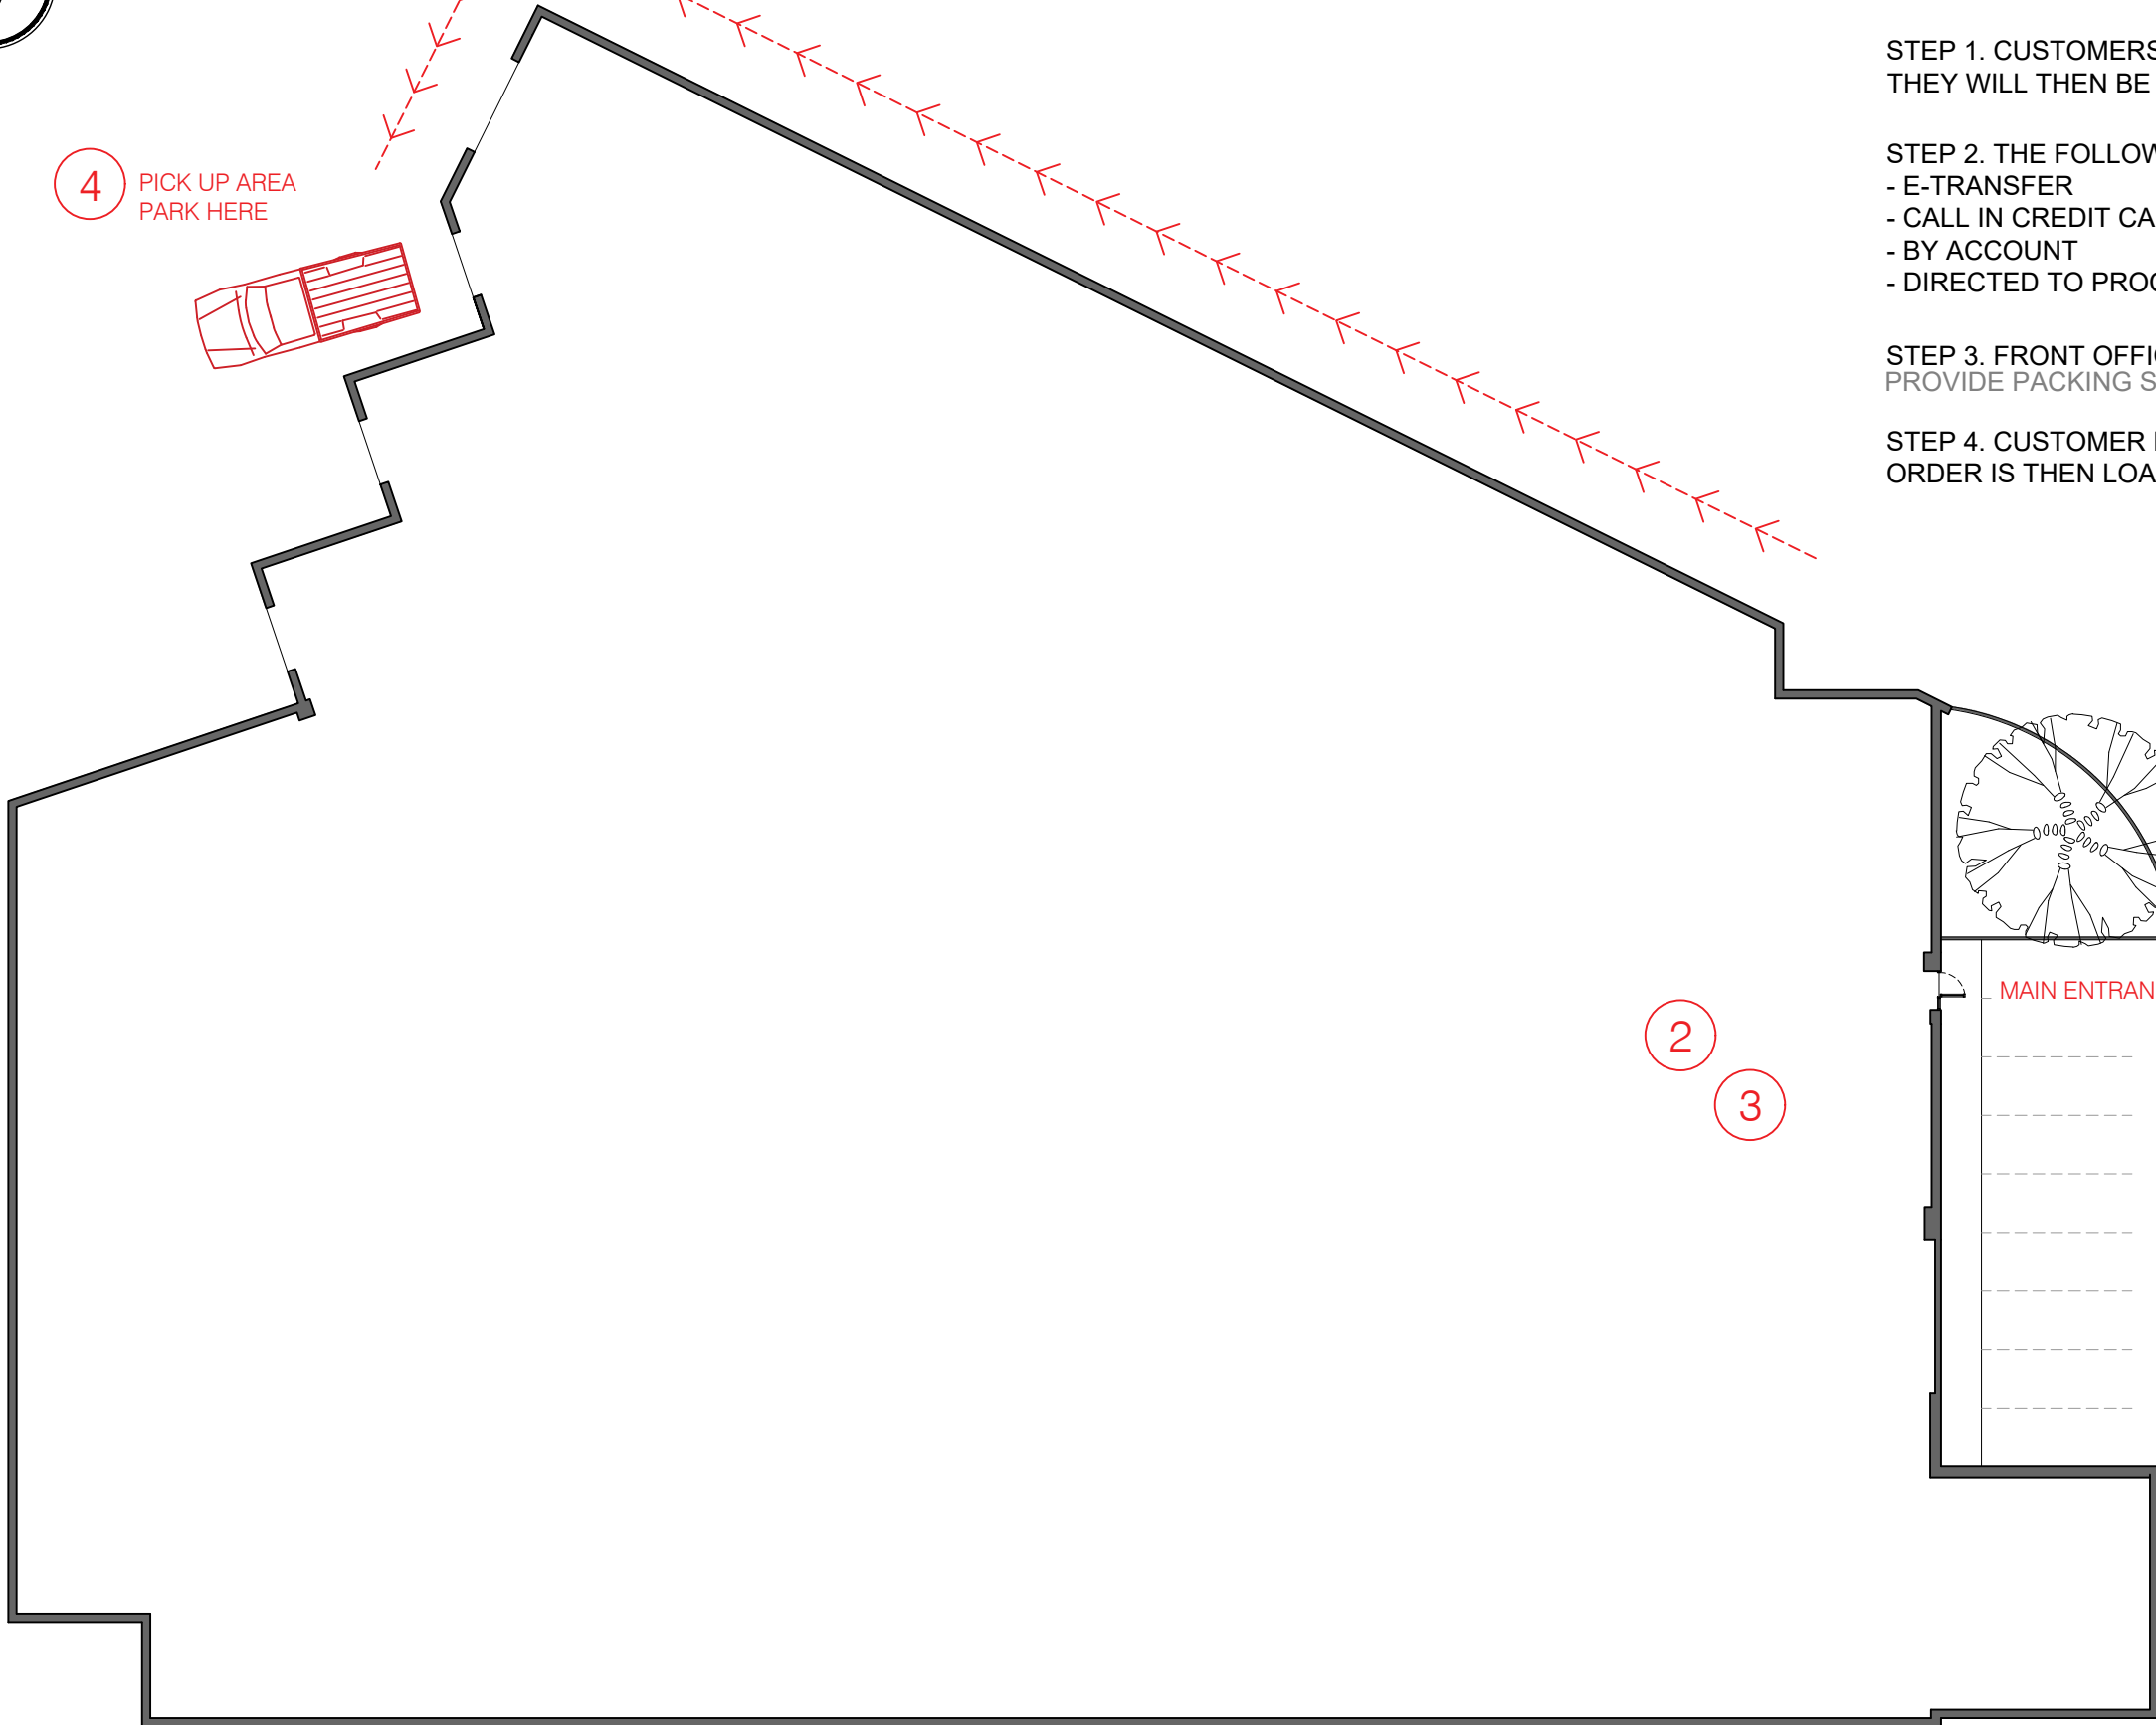 STEP 1. CUSTOMERS
THEY WILL THEN BE
STEP 2. THE FOLLOW
- E-TRANSFER
- CALL IN CREDIT CA
- BY ACCOUNT
- DIRECTED TO PROC
STEP 3. FRONT OFFI
PROVIDE PACKING S
STEP 4. CUSTOMER
ORDER IS THEN LOA
4 PICK UP AREA
PARK HERE
MAIN ENTRAN
2
3